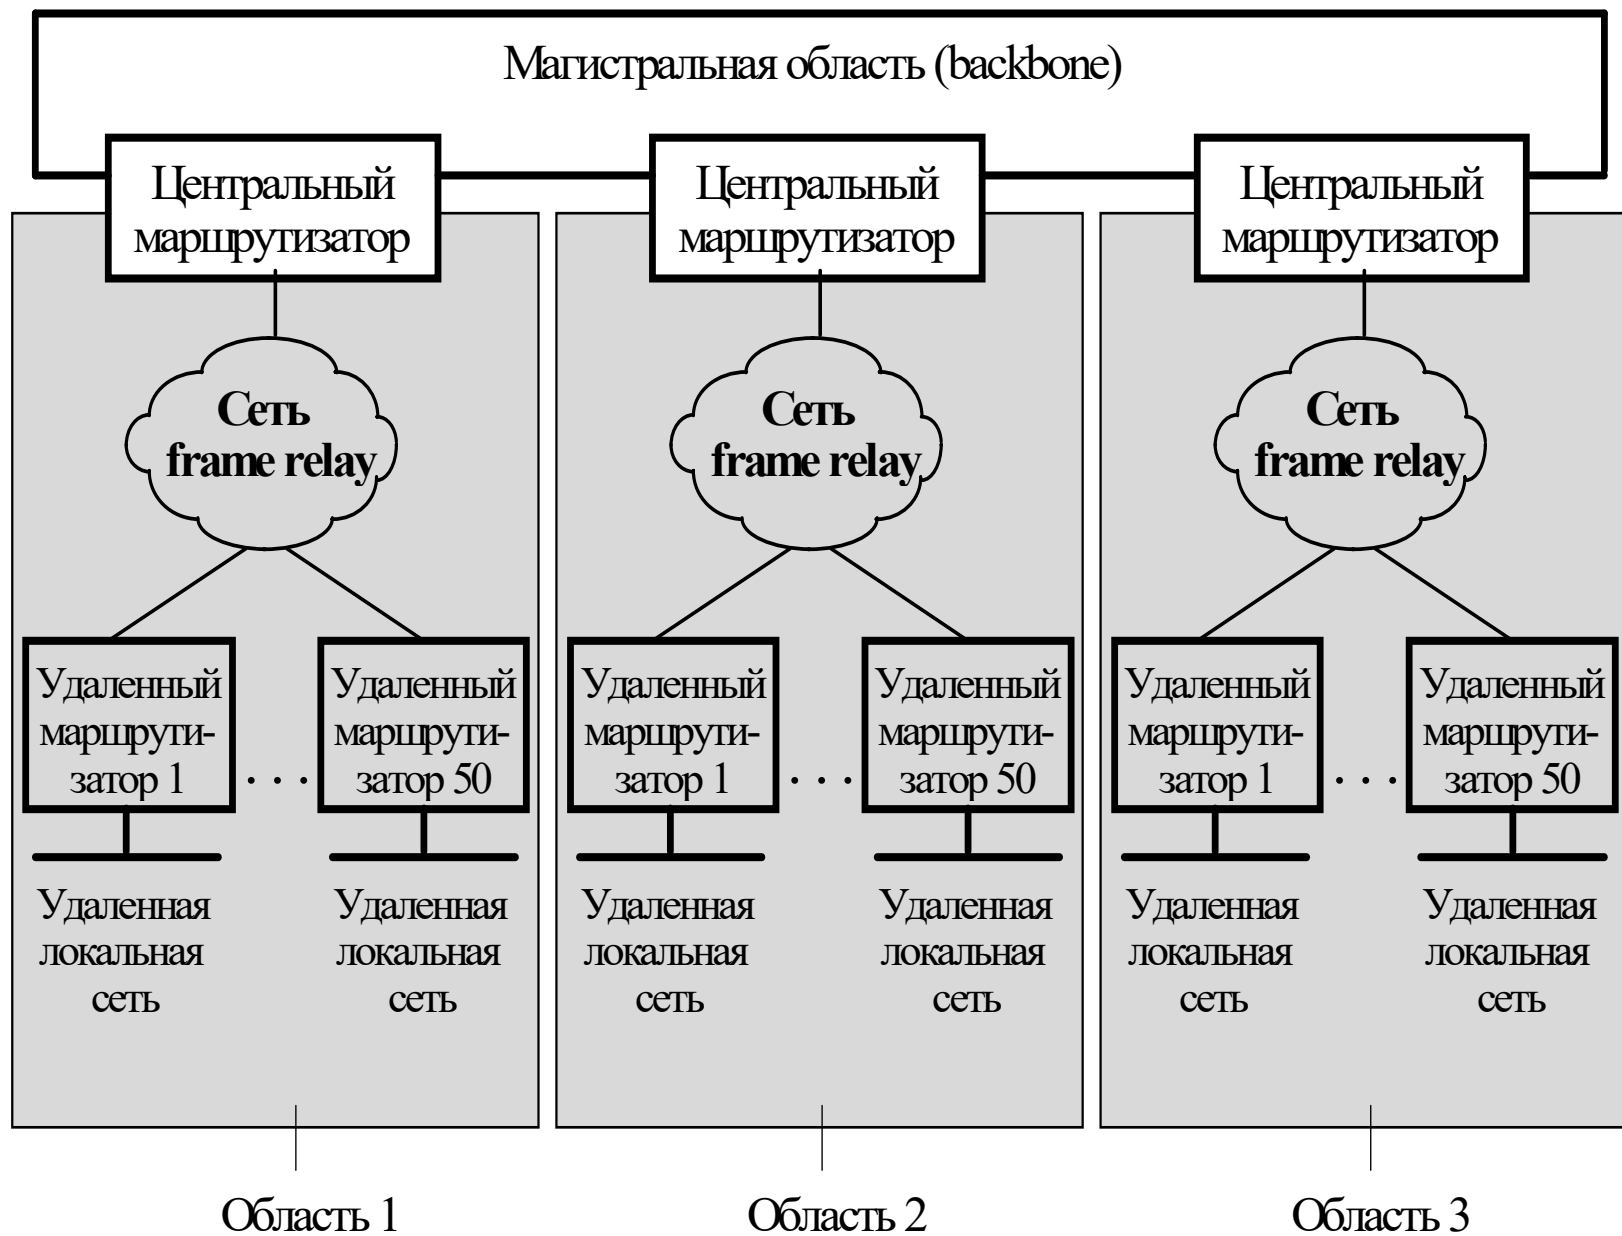 Магистральная область (backbone)
Центральный
маршрутизатор
Центральный
маршрутизатор
Центральный
маршрутизатор
Сеть
frame relay
Сеть
frame relay
Сеть
frame relay
Удаленный
маршрути-
затор 1
. . .
Удаленный
маршрути-
затор 50
Удаленный
маршрути-
затор 1
. . .
Удаленный
маршрути-
затор 50
Удаленный
маршрути-
затор 1
. . .
Удаленный
маршрути-
затор 50
Удаленная
локальная
сеть
Удаленная
локальная
сеть
Удаленная
локальная
сеть
Удаленная
локальная
сеть
Удаленная
локальная
сеть
Удаленная
локальная
сеть
Область 1
Область 2
Область 3